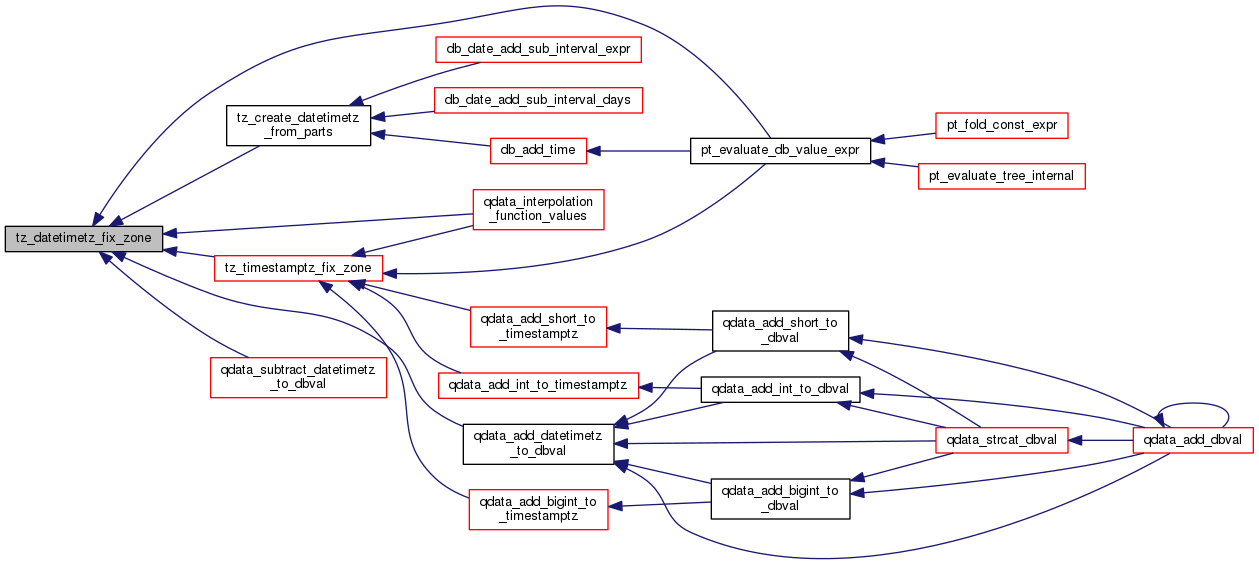 db_date_add_sub_interval_expr
db_date_add_sub_interval_days
tz_create_datetimetz
_from_parts
db_add_time
pt_evaluate_db_value_expr
pt_fold_const_expr
pt_evaluate_tree_internal
qdata_interpolation
_function_values
tz_datetimetz_fix_zone
tz_timestamptz_fix_zone
qdata_add_short_to
_timestamptz
qdata_add_short_to
_dbval
qdata_subtract_datetimetz
_to_dbval
qdata_add_int_to_timestamptz
qdata_add_int_to_dbval
qdata_add_datetimetz
_to_dbval
qdata_strcat_dbval
qdata_add_dbval
qdata_add_bigint_to
_timestamptz
qdata_add_bigint_to
_dbval